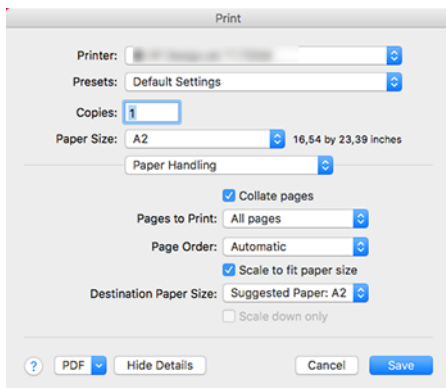 Print
Printer:
Presets: Default Settings
Copies: 1
Paper Size: A2 16,54 by 23,39 inches
Paper Handling
Collate pages
Pages to Print: All pages
Page Order: Automatic
Scale to fit paper size
Destination Paper Size: Suggested Paper: A2
Scale down only
? PDF Hide Details Cancel Save